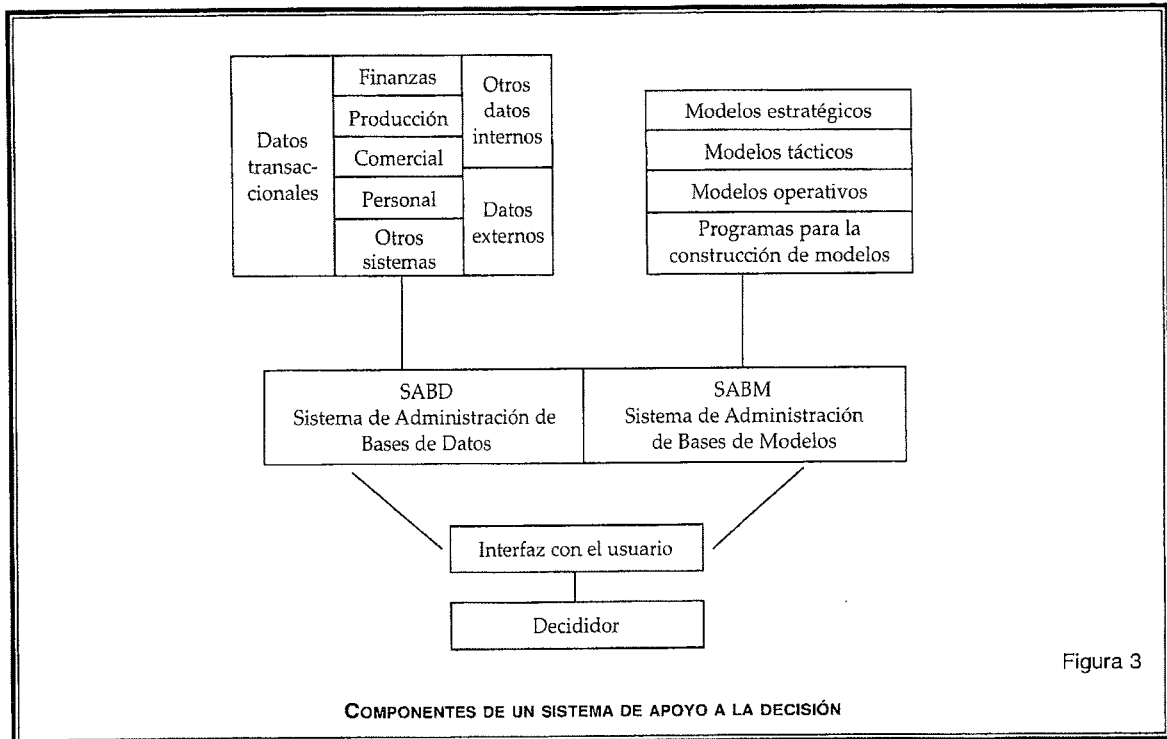 Datos
transac-
cionales
Finanzas
Producción
Comercial
Personal
Otros
sistemas
Otros
datos
internos
Datos
externos
Modelos estratégicos
Modelos tácticos
Modelos operativos
Programas para la
construcción de modelos
SABD
Sistema de Administración de
Bases de Datos
SABM
Sistema de Administración
de Bases de Modelos
Interfaz con el usuario
Decididor
Figura 3
COMPONENTES DE UN SISTEMA DE APOYO A LA DECISIÓN